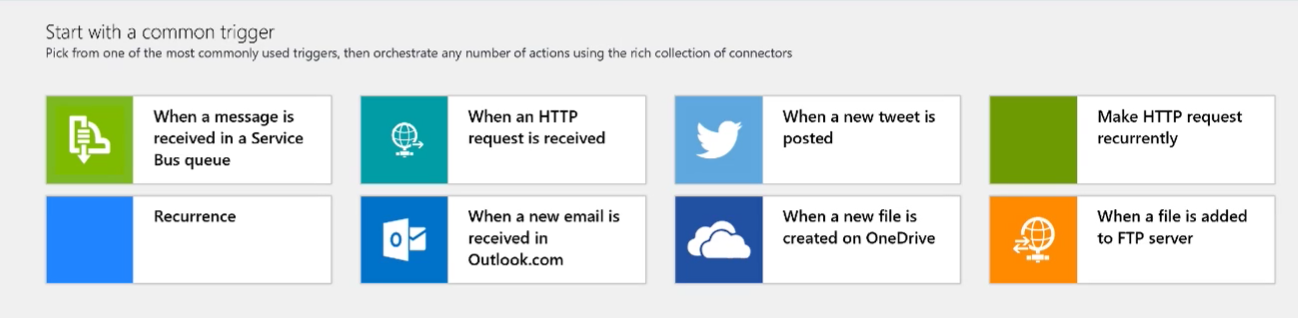 Start with a common trigger
Pick from one of the most commonly used triggers, then orchestrate any number of actions using the rich collection of connectors
When a message is
received in a Service
Bus queue
When an HTTP
request is received
When a new tweet is
posted
Make HTTP request
recurrently
Recurrence
When a new email is
received in
Outlook.com
When a new file is
created on OneDrive
When a file is added
to FTP server